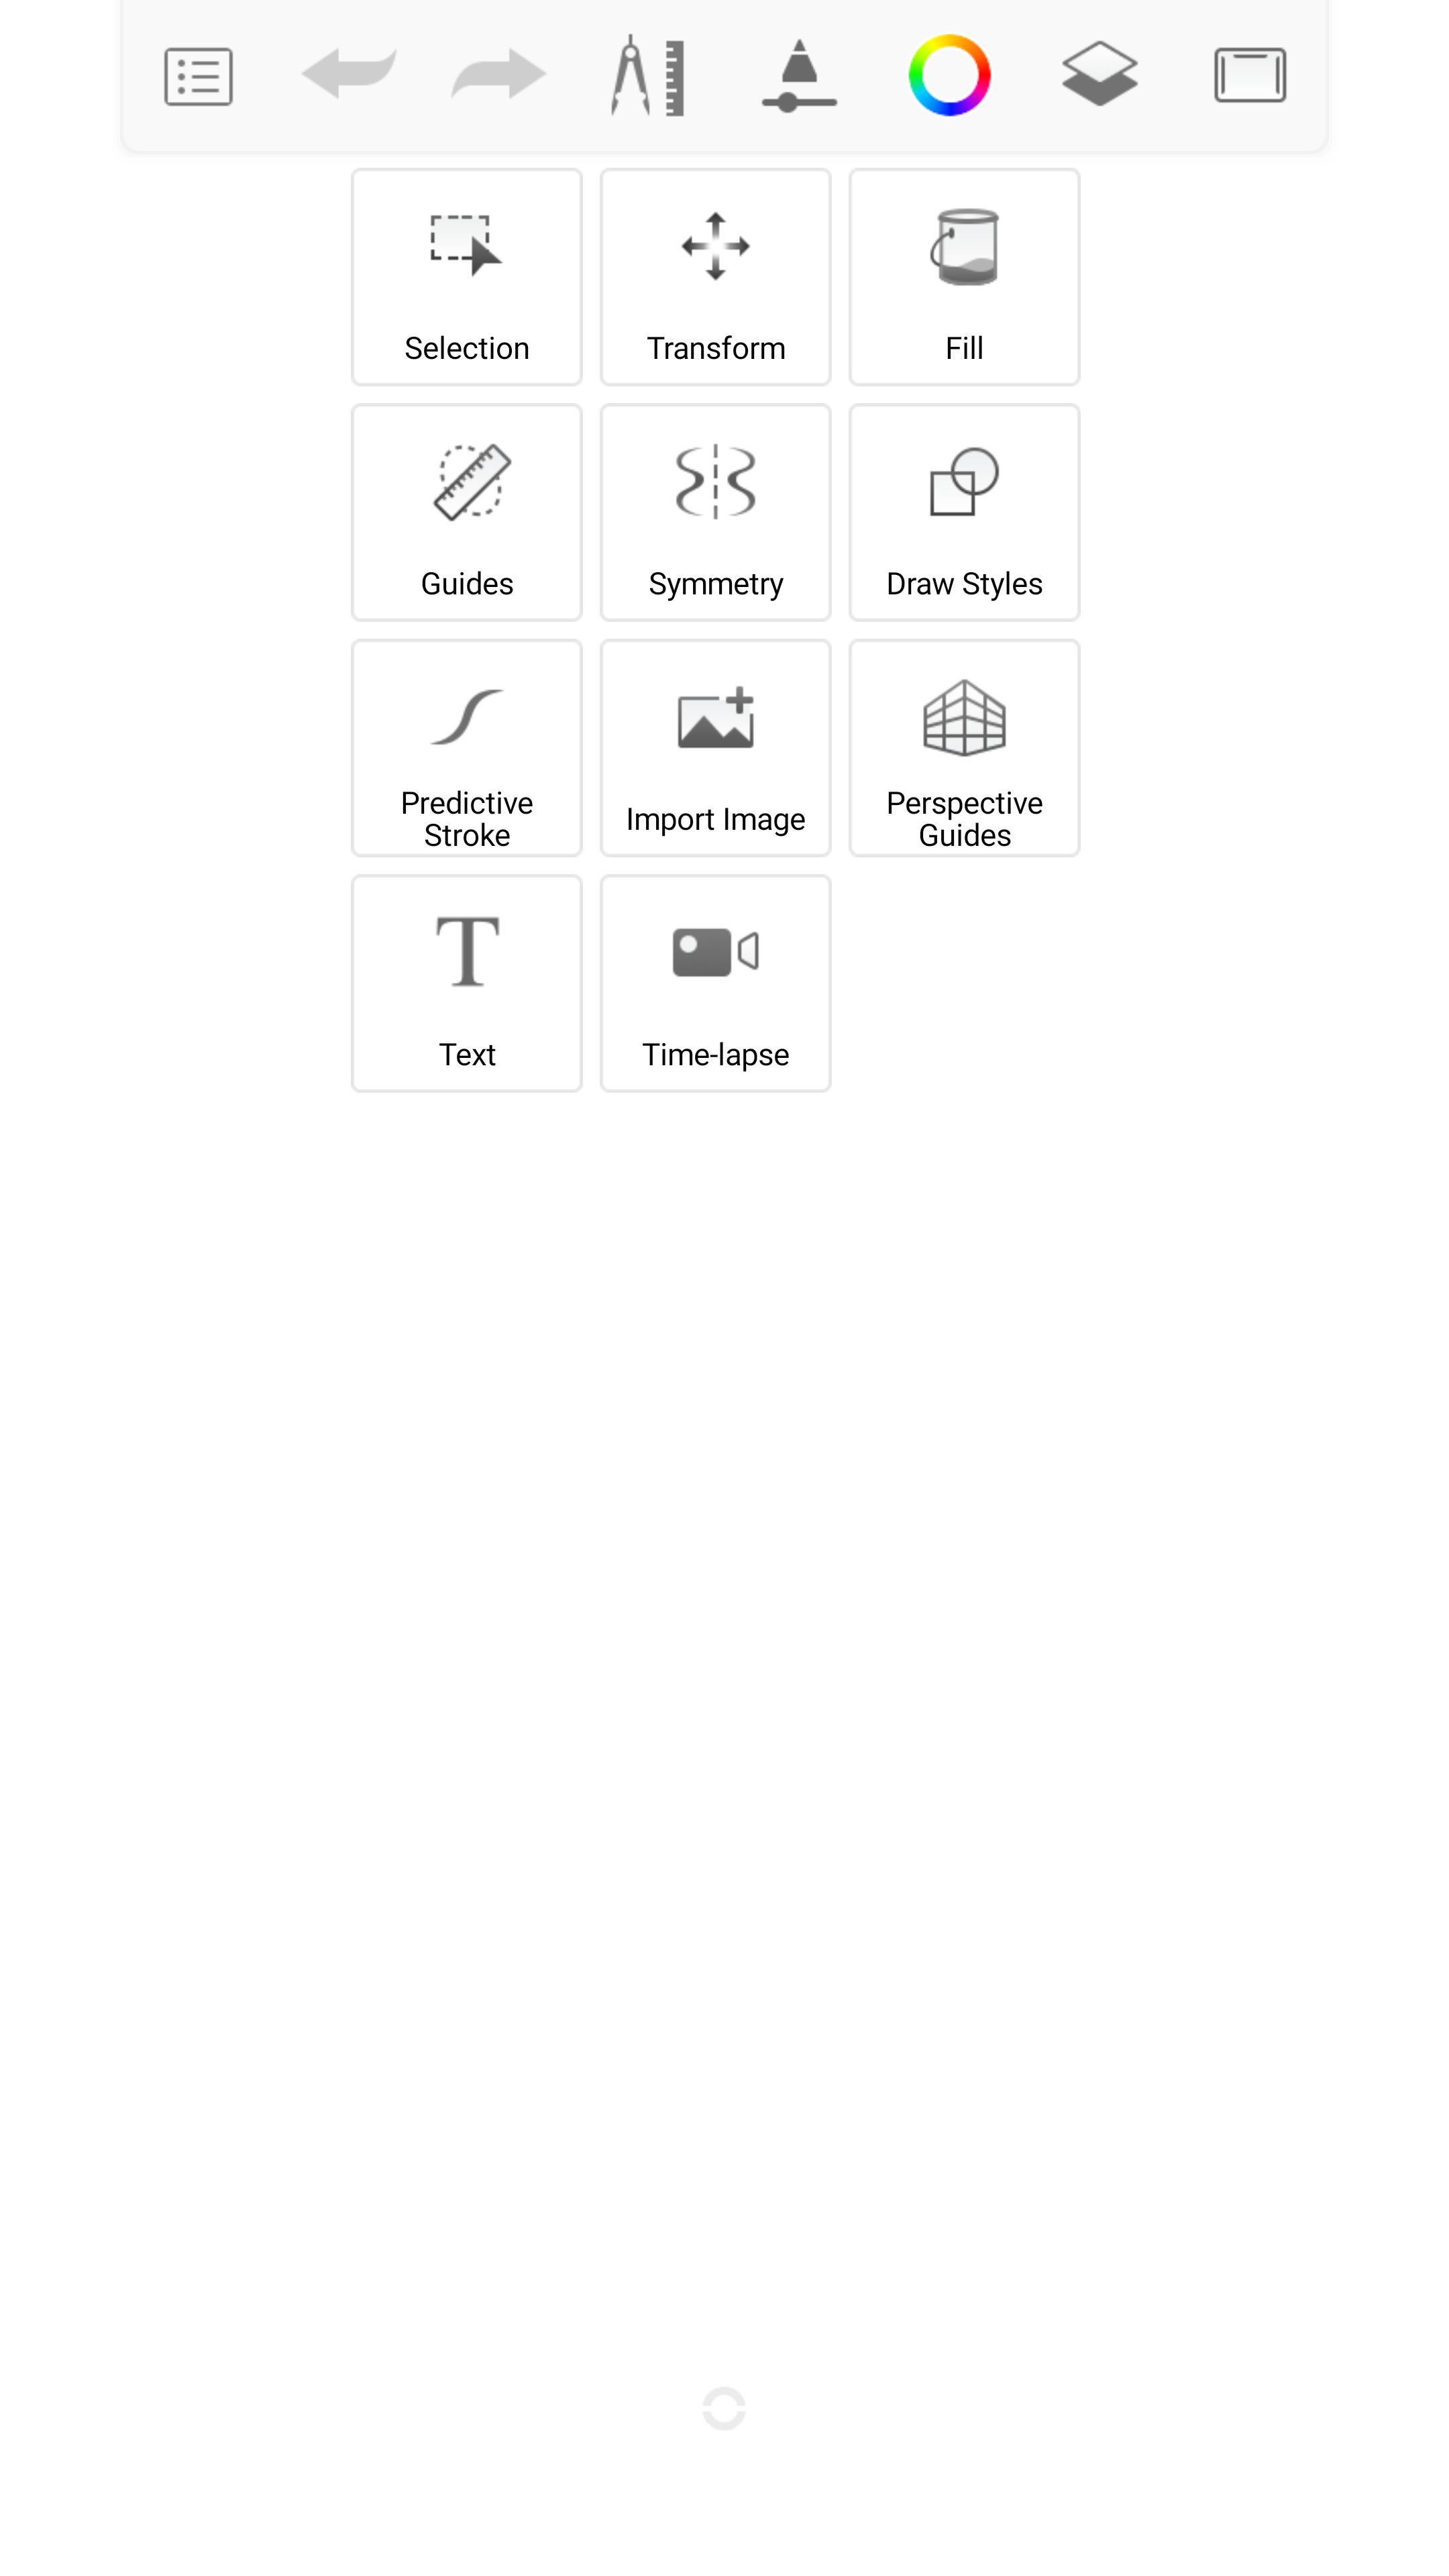 Selection
Transform
Fill
Guides
Symmetry
Draw Styles
Predictive
Stroke
Import Image
Perspective
Guides
Text
Time-lapse